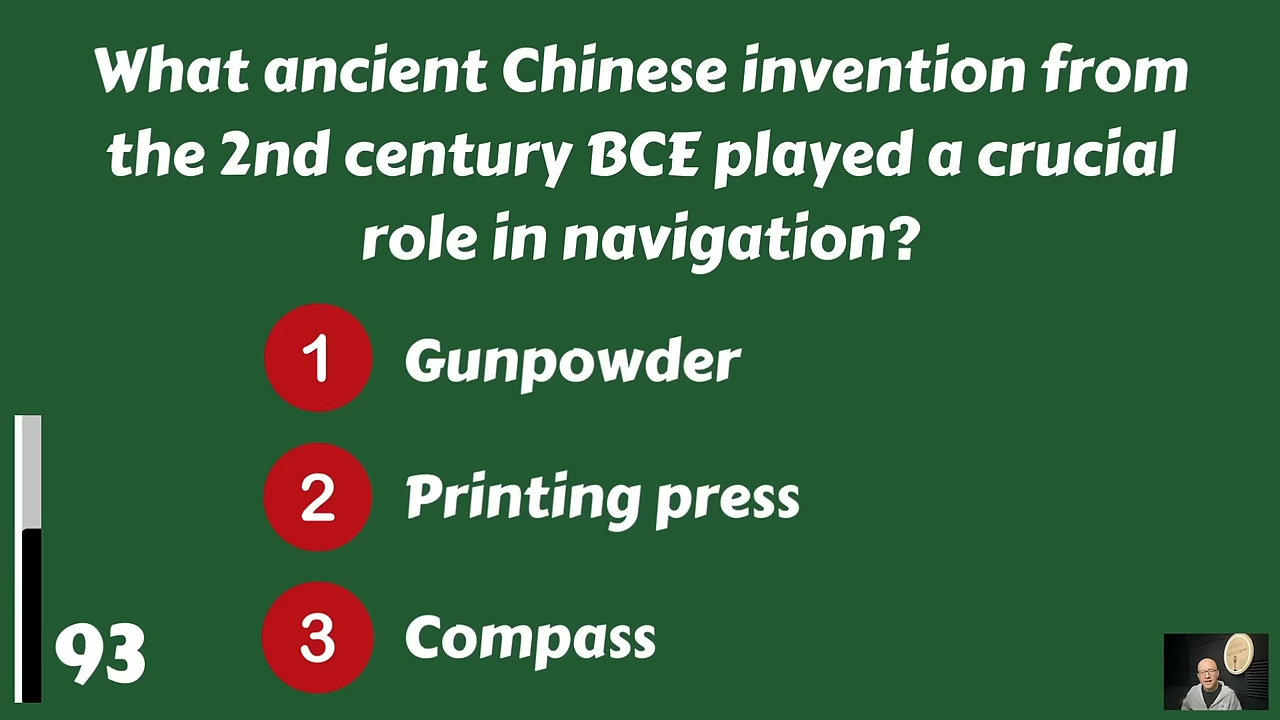 What ancient Chinese invention from
the 2nd century BCE played a crucial
role in navigation?
1 Gunpowder
2 Printing press
3 Compass
93